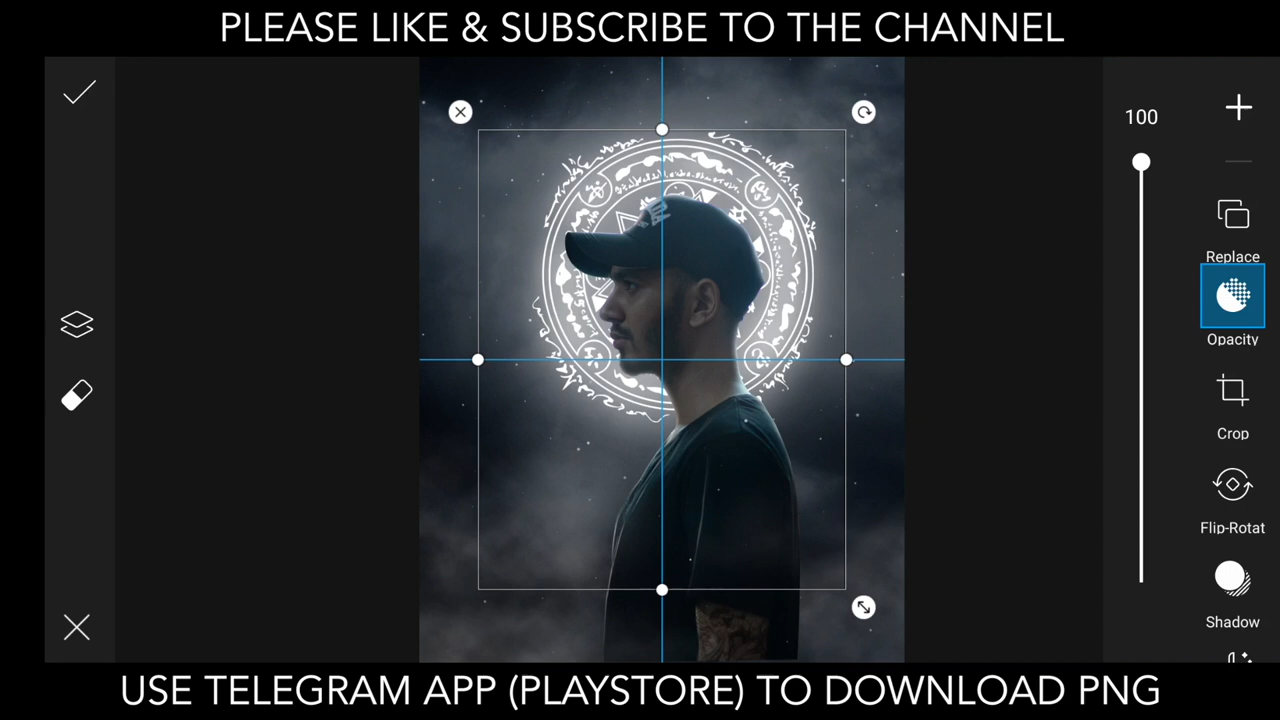 PLEASE LIKE & SUBSCRIBE TO THE CHANNEL
100
Replace
Opacity
Crop
Flip-Rotat
Shadow
USE TELEGRAM APP (PLAYSTORE) TO DOWNLOAD PNG